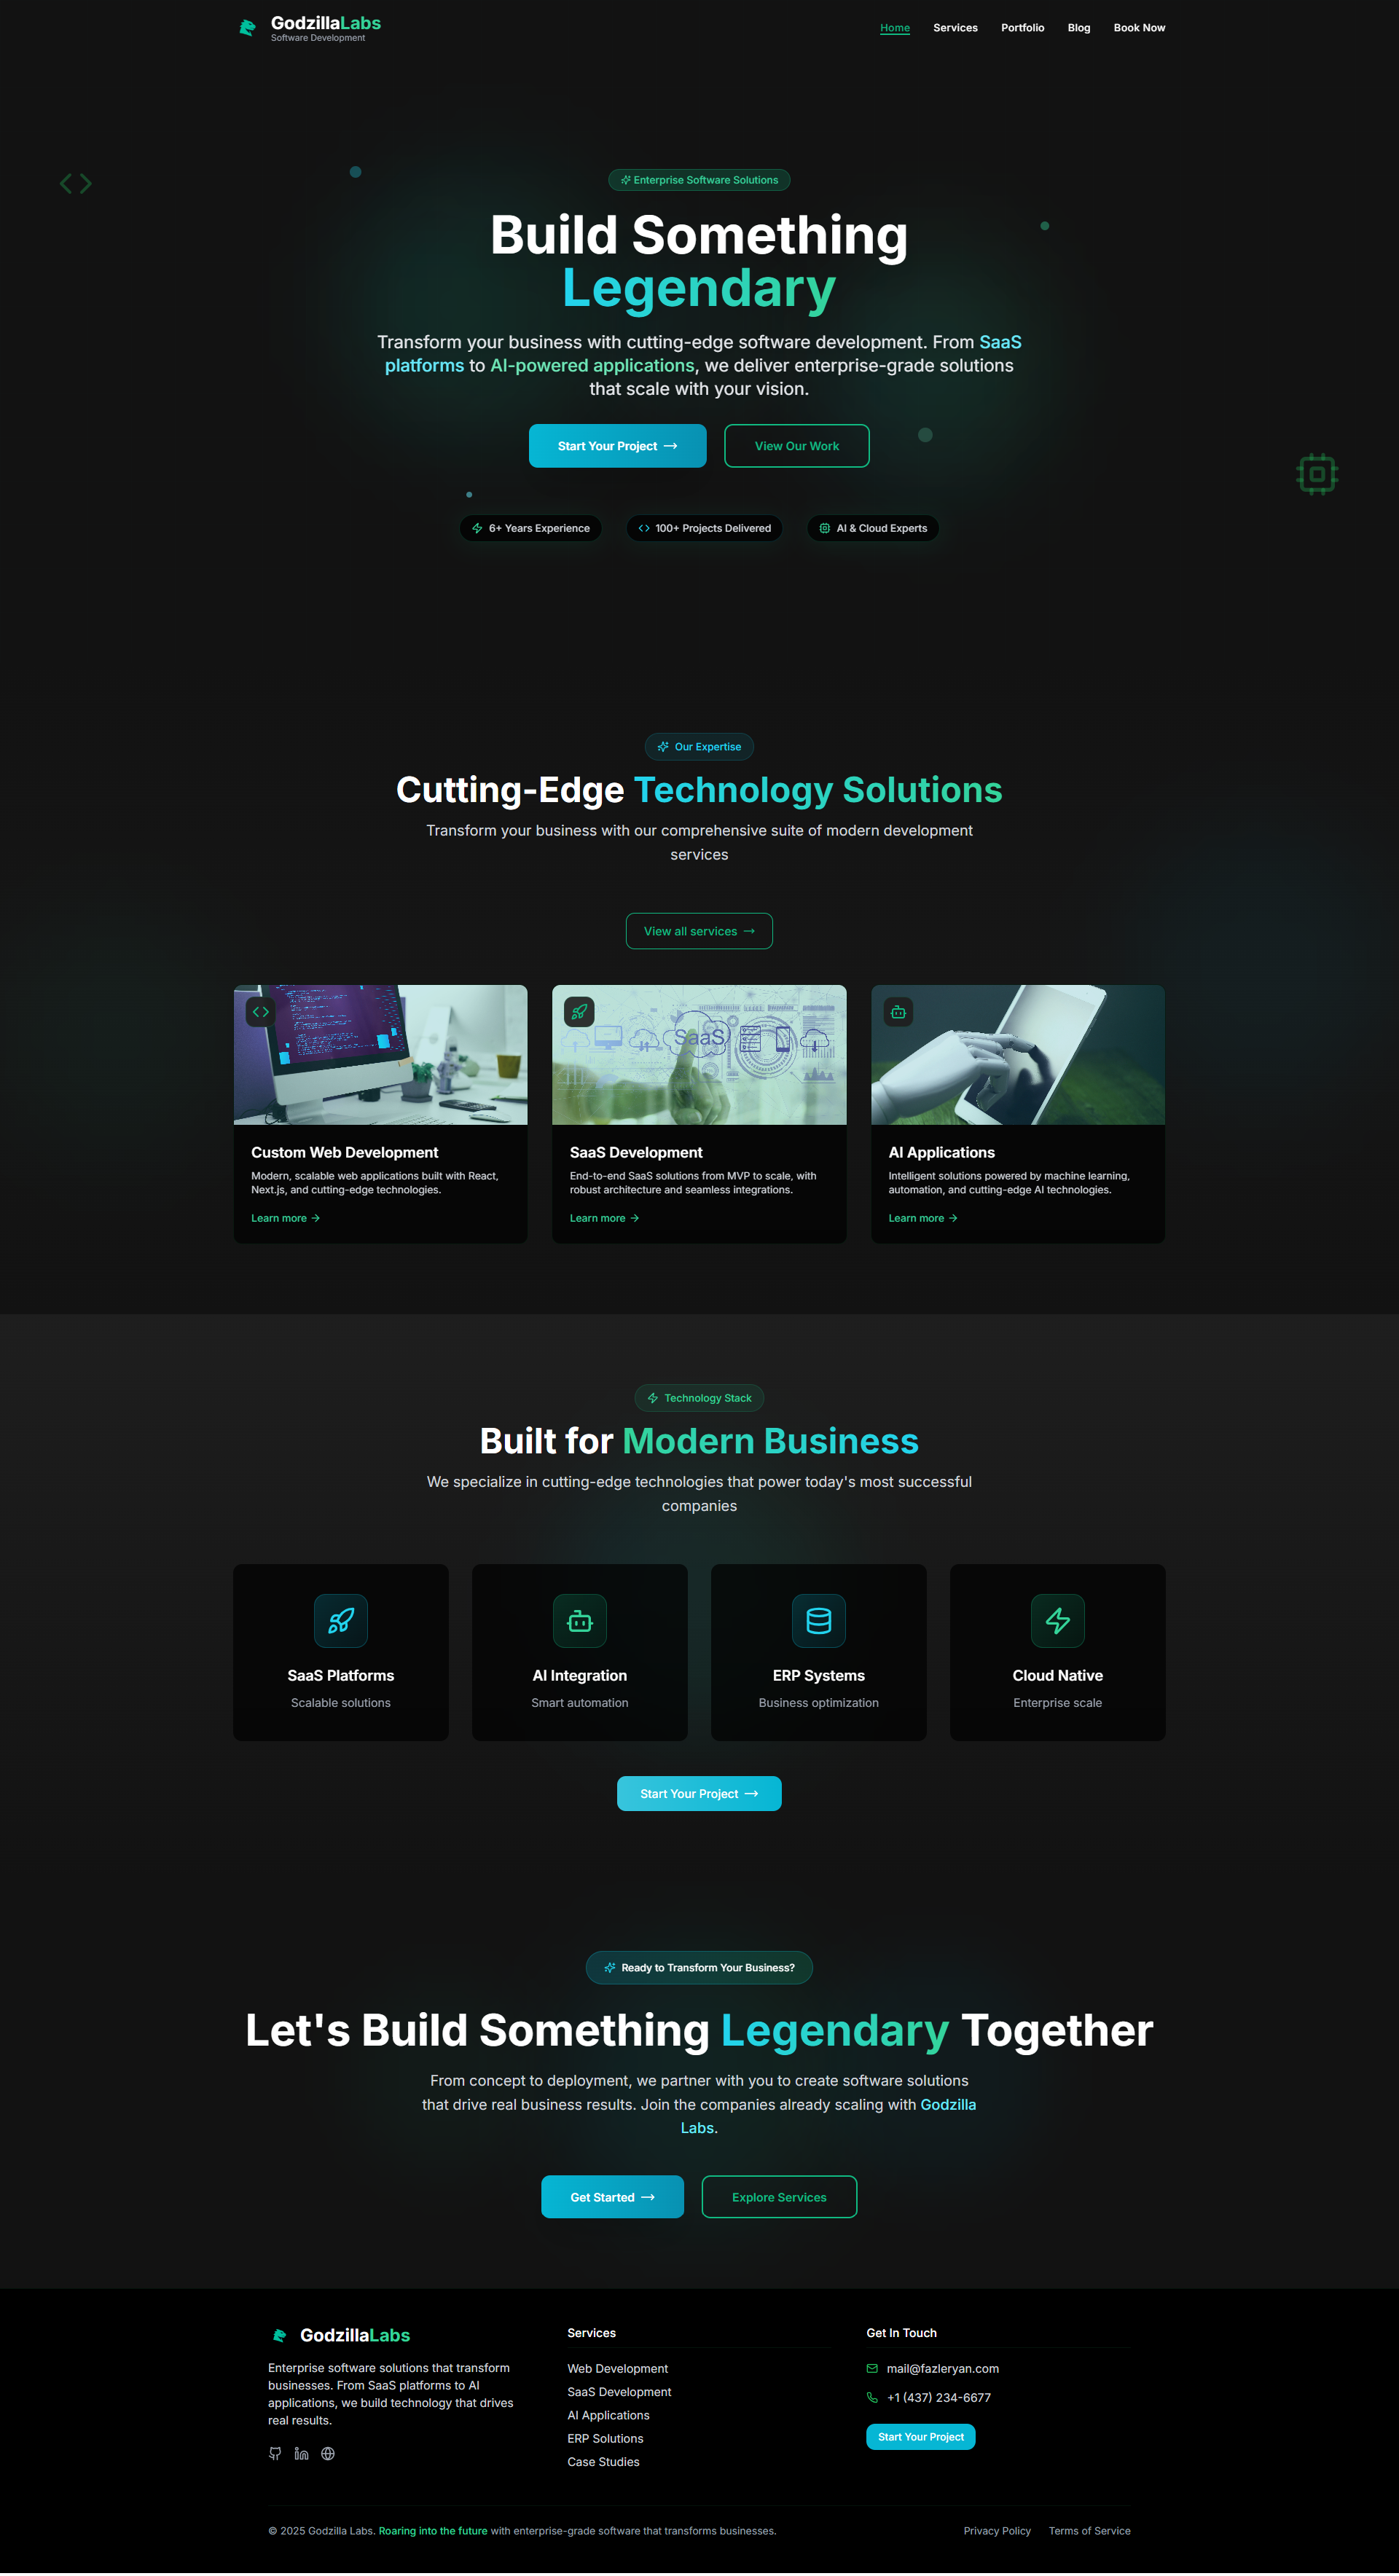 GodzillaLabs
Software Development
Home
Services
Portfolio
Blog
Book Now
Enterprise Software Solutions
Build Something
Legendary
Transform your business with cutting-edge software development. From SaaS
platforms to AI-powered applications, we deliver enterprise-grade solutions
that scale with your vision.
Start Your Project →
View Our Work
6+ Years Experience
100+ Projects Delivered
AI & Cloud Experts
Our Expertise
Cutting-Edge Technology Solutions
Transform your business with our comprehensive suite of modern development
services
View all services →
SaaS
Custom Web Development
Modern, scalable web applications built with React,
Next.js, and cutting-edge technologies.
Learn more →
SaaS Development
End-to-end SaaS solutions from MVP to scale, with
robust architecture and seamless integrations.
Learn more →
AI Applications
Intelligent solutions powered by machine learning,
automation, and cutting-edge AI technologies.
Learn more →
Technology Stack
Built for Modern Business
We specialize in cutting-edge technologies that power today's most successful
companies
SaaS Platforms
Scalable solutions
AI Integration
Smart automation
ERP Systems
Business optimization
Cloud Native
Enterprise scale
Start Your Project →
Ready to Transform Your Business?
Let's Build Something Legendary Together
From concept to deployment, we partner with you to create software solutions
that drive real business results. Join the companies already scaling with Godzilla
Labs.
Get Started →
Explore Services
GodzillaLabs
Enterprise software solutions that transform
businesses. From SaaS platforms to AI
applications, we build technology that drives
real results.
Services
Web Development
SaaS Development
AI Applications
ERP Solutions
Case Studies
Get In Touch
mail@fazleryan.com
+1 (437) 234-6677
Start Your Project
© 2025 Godzilla Labs. Roaring into the future with enterprise-grade software that transforms businesses.
Privacy Policy
Terms of Service